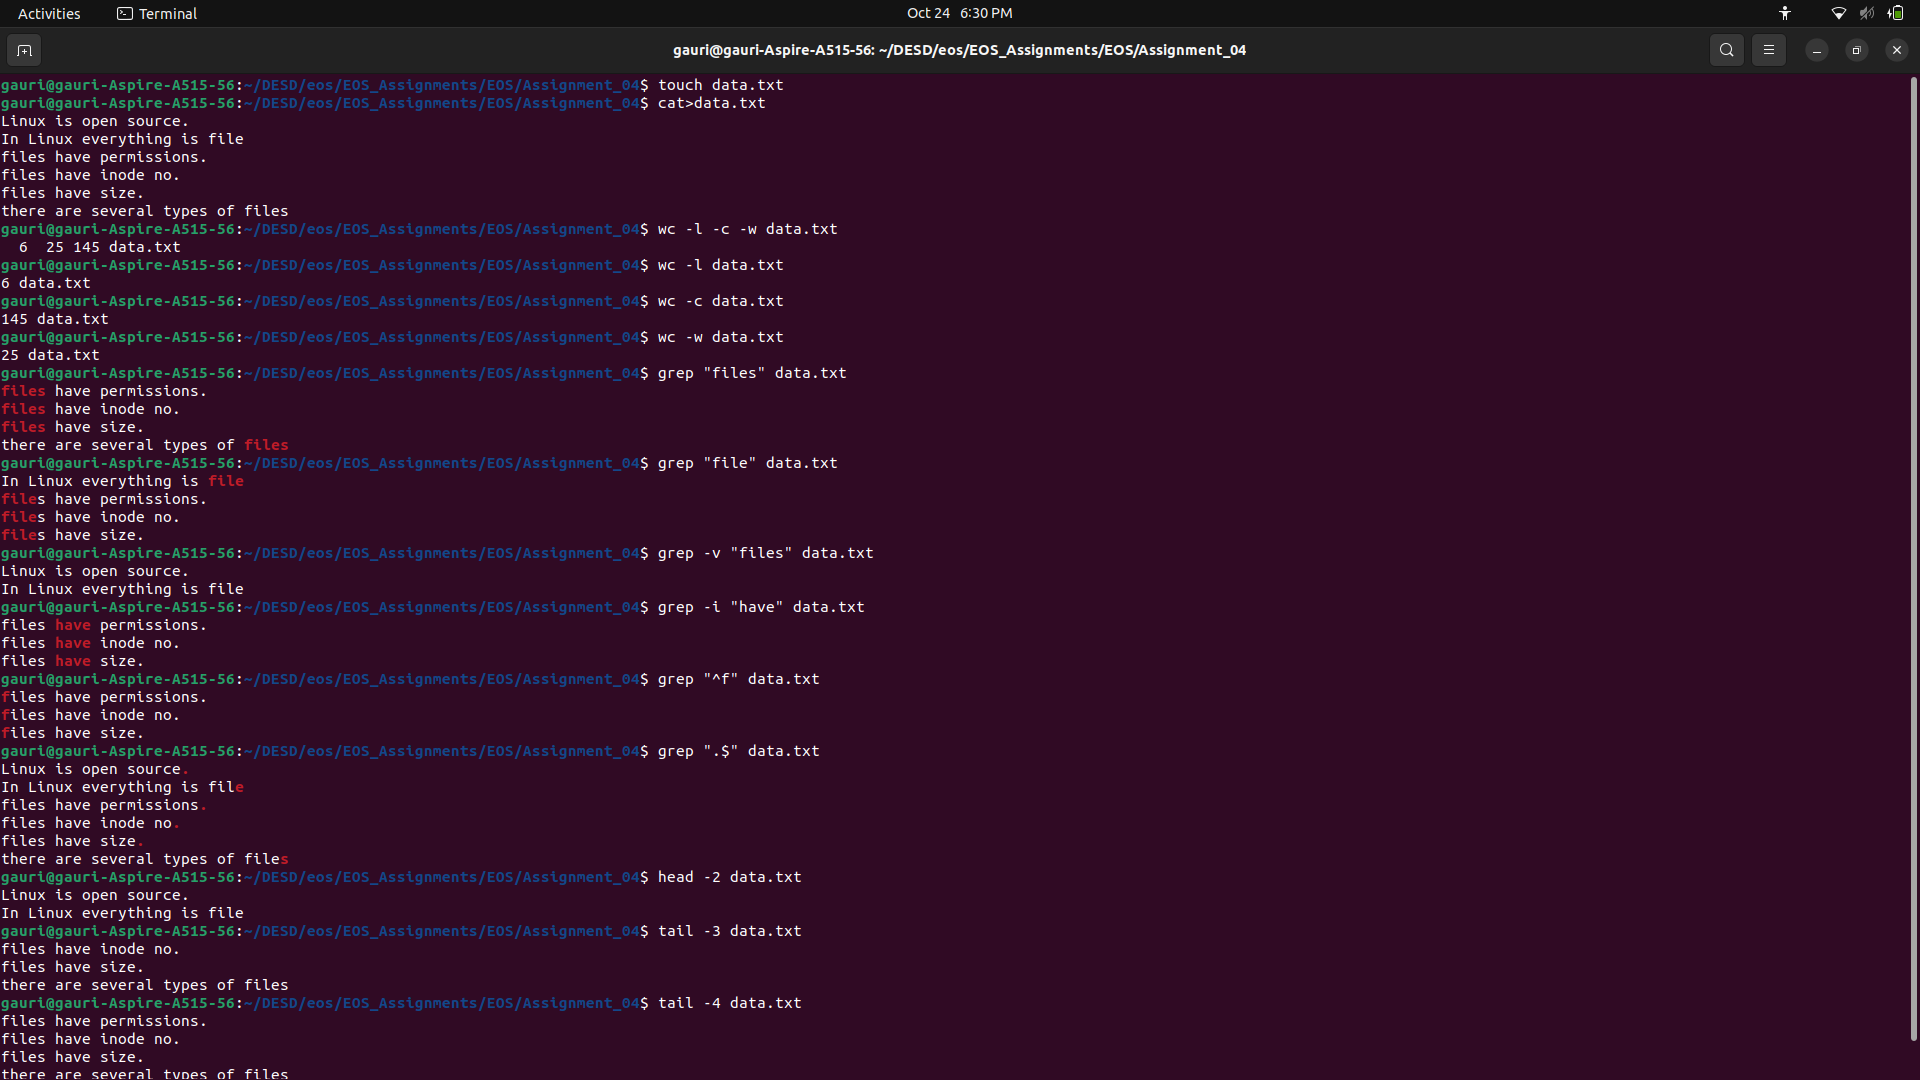 Activities Terminal Oct 24 6:30 PM
gauri@gauri-Aspire-A515-56: ~/DESD/eos/EOS_Assignments/EOS/Assignment_04
gauri@gauri-Aspire-A515-56:~/DESD/eos/EOS_Assignments/EOS/Assignment_04$ touch data.txt
gauri@gauri-Aspire-A515-56:~/DESD/eos/EOS_Assignments/EOS/Assignment_04$ cat>data.txt
Linux is open source.
In Linux everything is file
files have permissions.
files have inode no.
files have size.
there are several types of files
gauri@gauri-Aspire-A515-56:~/DESD/eos/EOS_Assignments/EOS/Assignment_04$ wc -l -c -w data.txt
  6  25 145 data.txt
gauri@gauri-Aspire-A515-56:~/DESD/eos/EOS_Assignments/EOS/Assignment_04$ wc -l data.txt
6 data.txt
gauri@gauri-Aspire-A515-56:~/DESD/eos/EOS_Assignments/EOS/Assignment_04$ wc -c data.txt
145 data.txt
gauri@gauri-Aspire-A515-56:~/DESD/eos/EOS_Assignments/EOS/Assignment_04$ wc -w data.txt
25 data.txt
gauri@gauri-Aspire-A515-56:~/DESD/eos/EOS_Assignments/EOS/Assignment_04$ grep "files" data.txt
files have permissions.
files have inode no.
files have size.
there are several types of files
gauri@gauri-Aspire-A515-56:~/DESD/eos/EOS_Assignments/EOS/Assignment_04$ grep "file" data.txt
In Linux everything is file
files have permissions.
files have inode no.
files have size.
gauri@gauri-Aspire-A515-56:~/DESD/eos/EOS_Assignments/EOS/Assignment_04$ grep -v "files" data.txt
Linux is open source.
In Linux everything is file
gauri@gauri-Aspire-A515-56:~/DESD/eos/EOS_Assignments/EOS/Assignment_04$ grep -i "have" data.txt
files have permissions.
files have inode no.
files have size.
gauri@gauri-Aspire-A515-56:~/DESD/eos/EOS_Assignments/EOS/Assignment_04$ grep "^f" data.txt
files have permissions.
files have inode no.
files have size.
gauri@gauri-Aspire-A515-56:~/DESD/eos/EOS_Assignments/EOS/Assignment_04$ grep ".$" data.txt
Linux is open source.
In Linux everything is file
files have permissions.
files have inode no.
files have size.
there are several types of files
gauri@gauri-Aspire-A515-56:~/DESD/eos/EOS_Assignments/EOS/Assignment_04$ head -2 data.txt
Linux is open source.
In Linux everything is file
gauri@gauri-Aspire-A515-56:~/DESD/eos/EOS_Assignments/EOS/Assignment_04$ tail -3 data.txt
files have inode no.
files have size.
there are several types of files
gauri@gauri-Aspire-A515-56:~/DESD/eos/EOS_Assignments/EOS/Assignment_04$ tail -4 data.txt
files have permissions.
files have inode no.
files have size.
there are several types of files